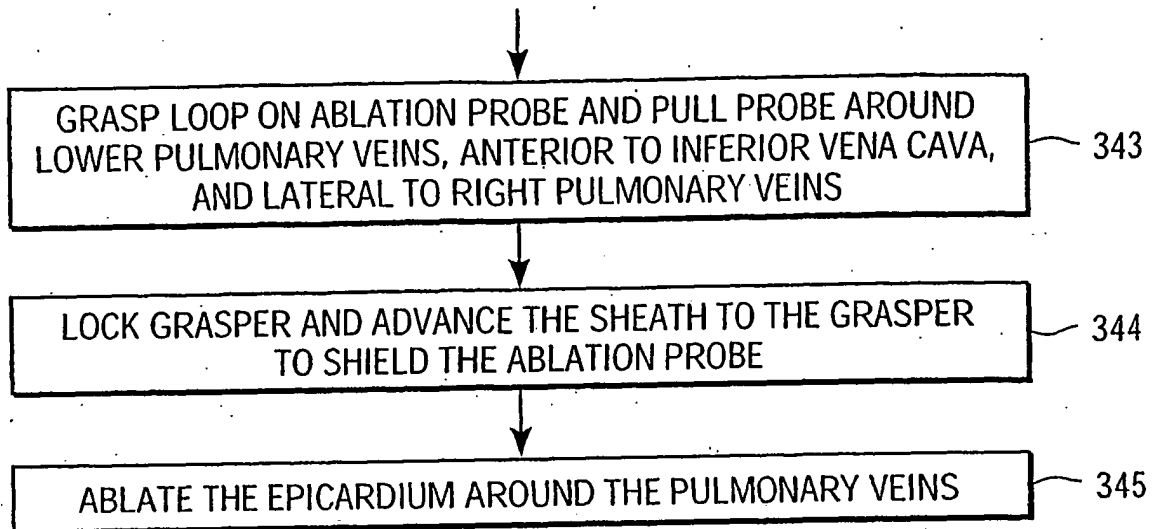 GRASP LOOP ON ABLATION PROBE AND PULL PROBE AROUND
LOWER PULMONARY VEINS, ANTERIOR TO INFERIOR VENA CAVA,
AND LATERAL TO RIGHT PULMONARY VEINS
343
LOCK GRASPER AND ADVANCE THE SHEATH TO THE GRASPER
TO SHIELD THE ABLATION PROBE
344
ABLATE THE EPICARDIUM AROUND THE PULMONARY VEINS
345